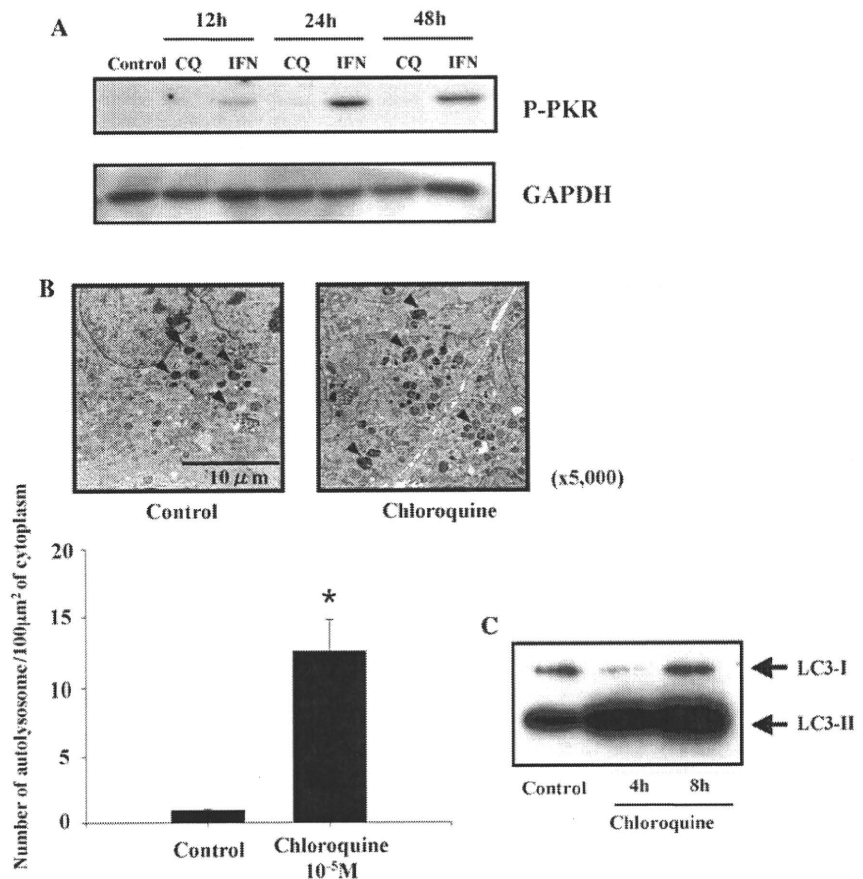 A
12h 24h 48h
Control CQ IFN CQ IFN CQ IFN
P-PKR
GAPDH
B
10 μm
(x5,000)
Control Chloroquine
Number of autolysosome/100μm² of cytoplasm
20
15
10
5
0
*
Control Chloroquine
10⁻⁵M
C
LC3-I
LC3-II
Control 4h 8h
Chloroquine